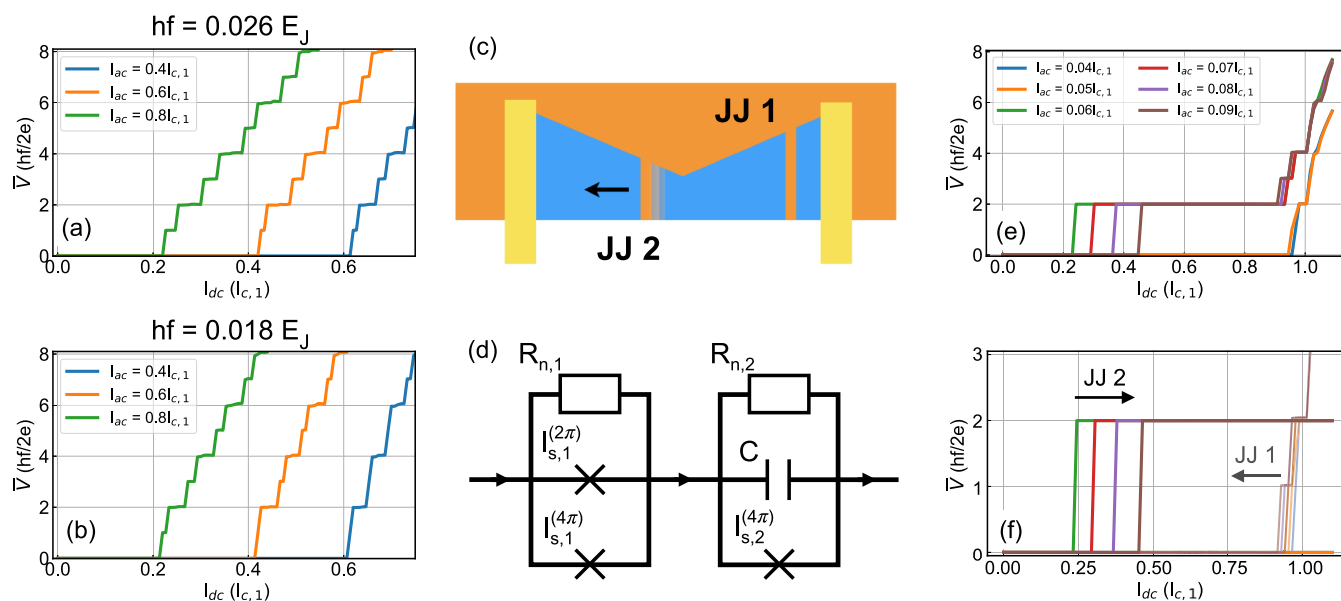 hf = 0.026 E_J
8
6
4
2
0
V̅ (hf/2e)
I_ac = 0.4I_c,1
I_ac = 0.6I_c,1
I_ac = 0.8I_c,1
(a)
0.0 0.2 0.4 0.6
I_dc (I_c,1)
hf = 0.018 E_J
8
6
4
2
0
V̅ (hf/2e)
I_ac = 0.4I_c,1
I_ac = 0.6I_c,1
I_ac = 0.8I_c,1
(b)
0.0 0.2 0.4 0.6
I_dc (I_c,1)
(c)
JJ 1
JJ 2
(d)
R_n,1 R_n,2
I_s,1^(2π) C
I_s,1^(4π) I_s,2^(4π)
8
6
4
2
0
V̅ (hf/2e)
I_ac = 0.04I_c,1 I_ac = 0.07I_c,1
I_ac = 0.05I_c,1 I_ac = 0.08I_c,1
I_ac = 0.06I_c,1 I_ac = 0.09I_c,1
(e)
0.0 0.2 0.4 0.6 0.8 1.0
I_dc (I_c,1)
3
2
1
0
V̅ (hf/2e)
JJ 2
JJ 1
(f)
0.00 0.25 0.50 0.75 1.00
I_dc (I_c,1)